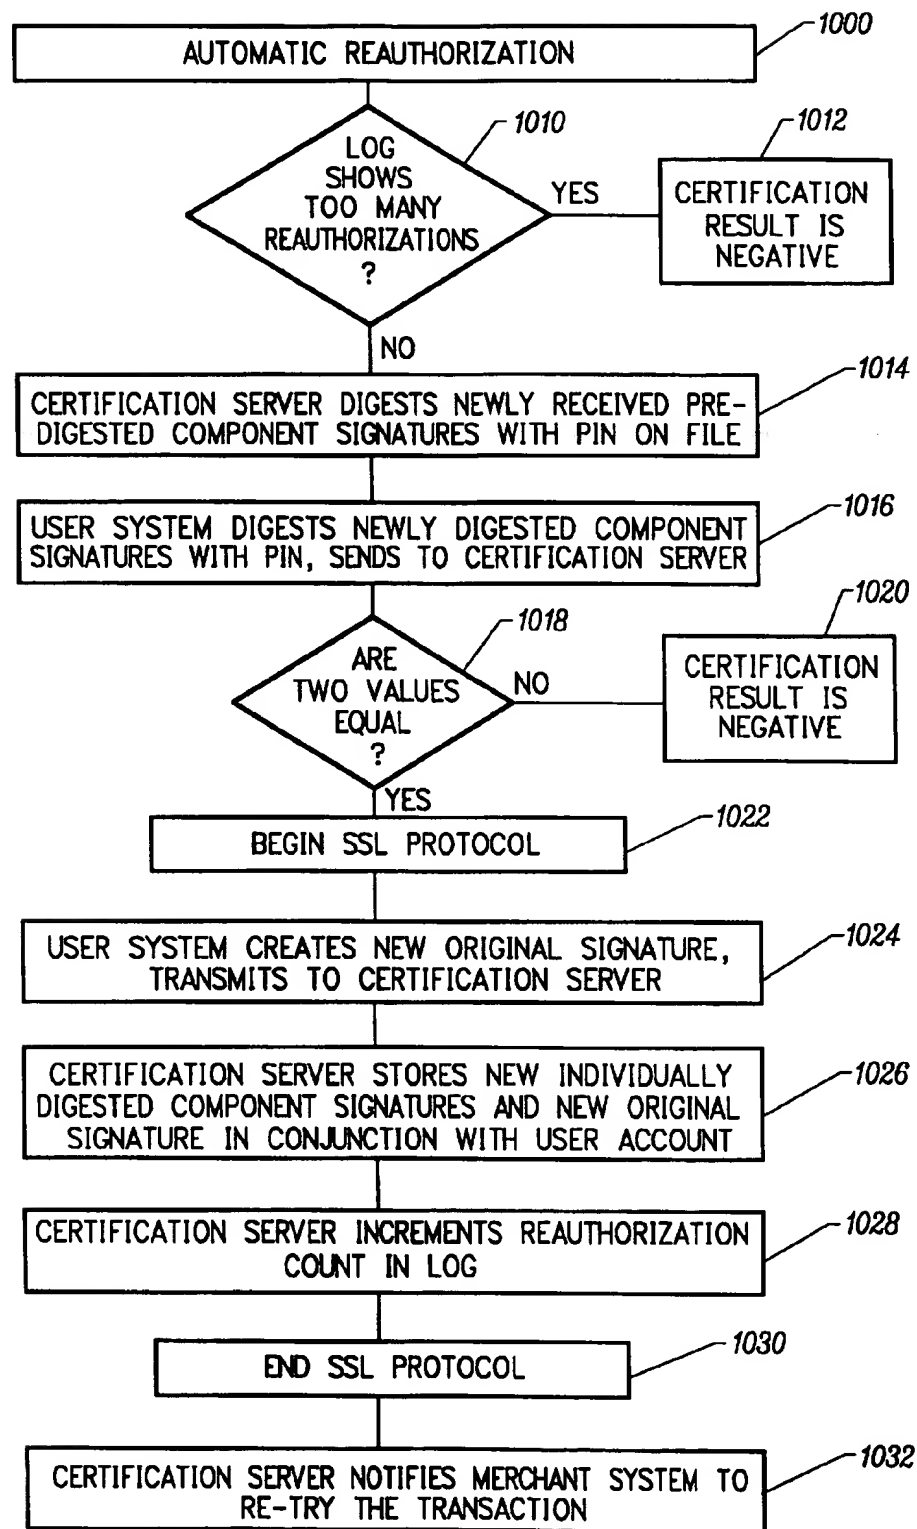 1000
AUTOMATIC REAUTHORIZATION
1010
LOG
SHOWS
TOO MANY
REAUTHORIZATIONS
?
YES
1012
CERTIFICATION
RESULT IS
NEGATIVE
NO
1014
CERTIFICATION SERVER DIGESTS NEWLY RECEIVED PRE-
DIGESTED COMPONENT SIGNATURES WITH PIN ON FILE
1016
USER SYSTEM DIGESTS NEWLY DIGESTED COMPONENT
SIGNATURES WITH PIN, SENDS TO CERTIFICATION SERVER
1018
ARE
TWO VALUES
EQUAL
?
NO
1020
CERTIFICATION
RESULT IS
NEGATIVE
YES
1022
BEGIN SSL PROTOCOL
1024
USER SYSTEM CREATES NEW ORIGINAL SIGNATURE,
TRANSMITS TO CERTIFICATION SERVER
1026
CERTIFICATION SERVER STORES NEW INDIVIDUALLY
DIGESTED COMPONENT SIGNATURES AND NEW ORIGINAL
SIGNATURE IN CONJUNCTION WITH USER ACCOUNT
1028
CERTIFICATION SERVER INCREMENTS REAUTHORIZATION
COUNT IN LOG
1030
END SSL PROTOCOL
1032
CERTIFICATION SERVER NOTIFIES MERCHANT SYSTEM TO
RE-TRY THE TRANSACTION